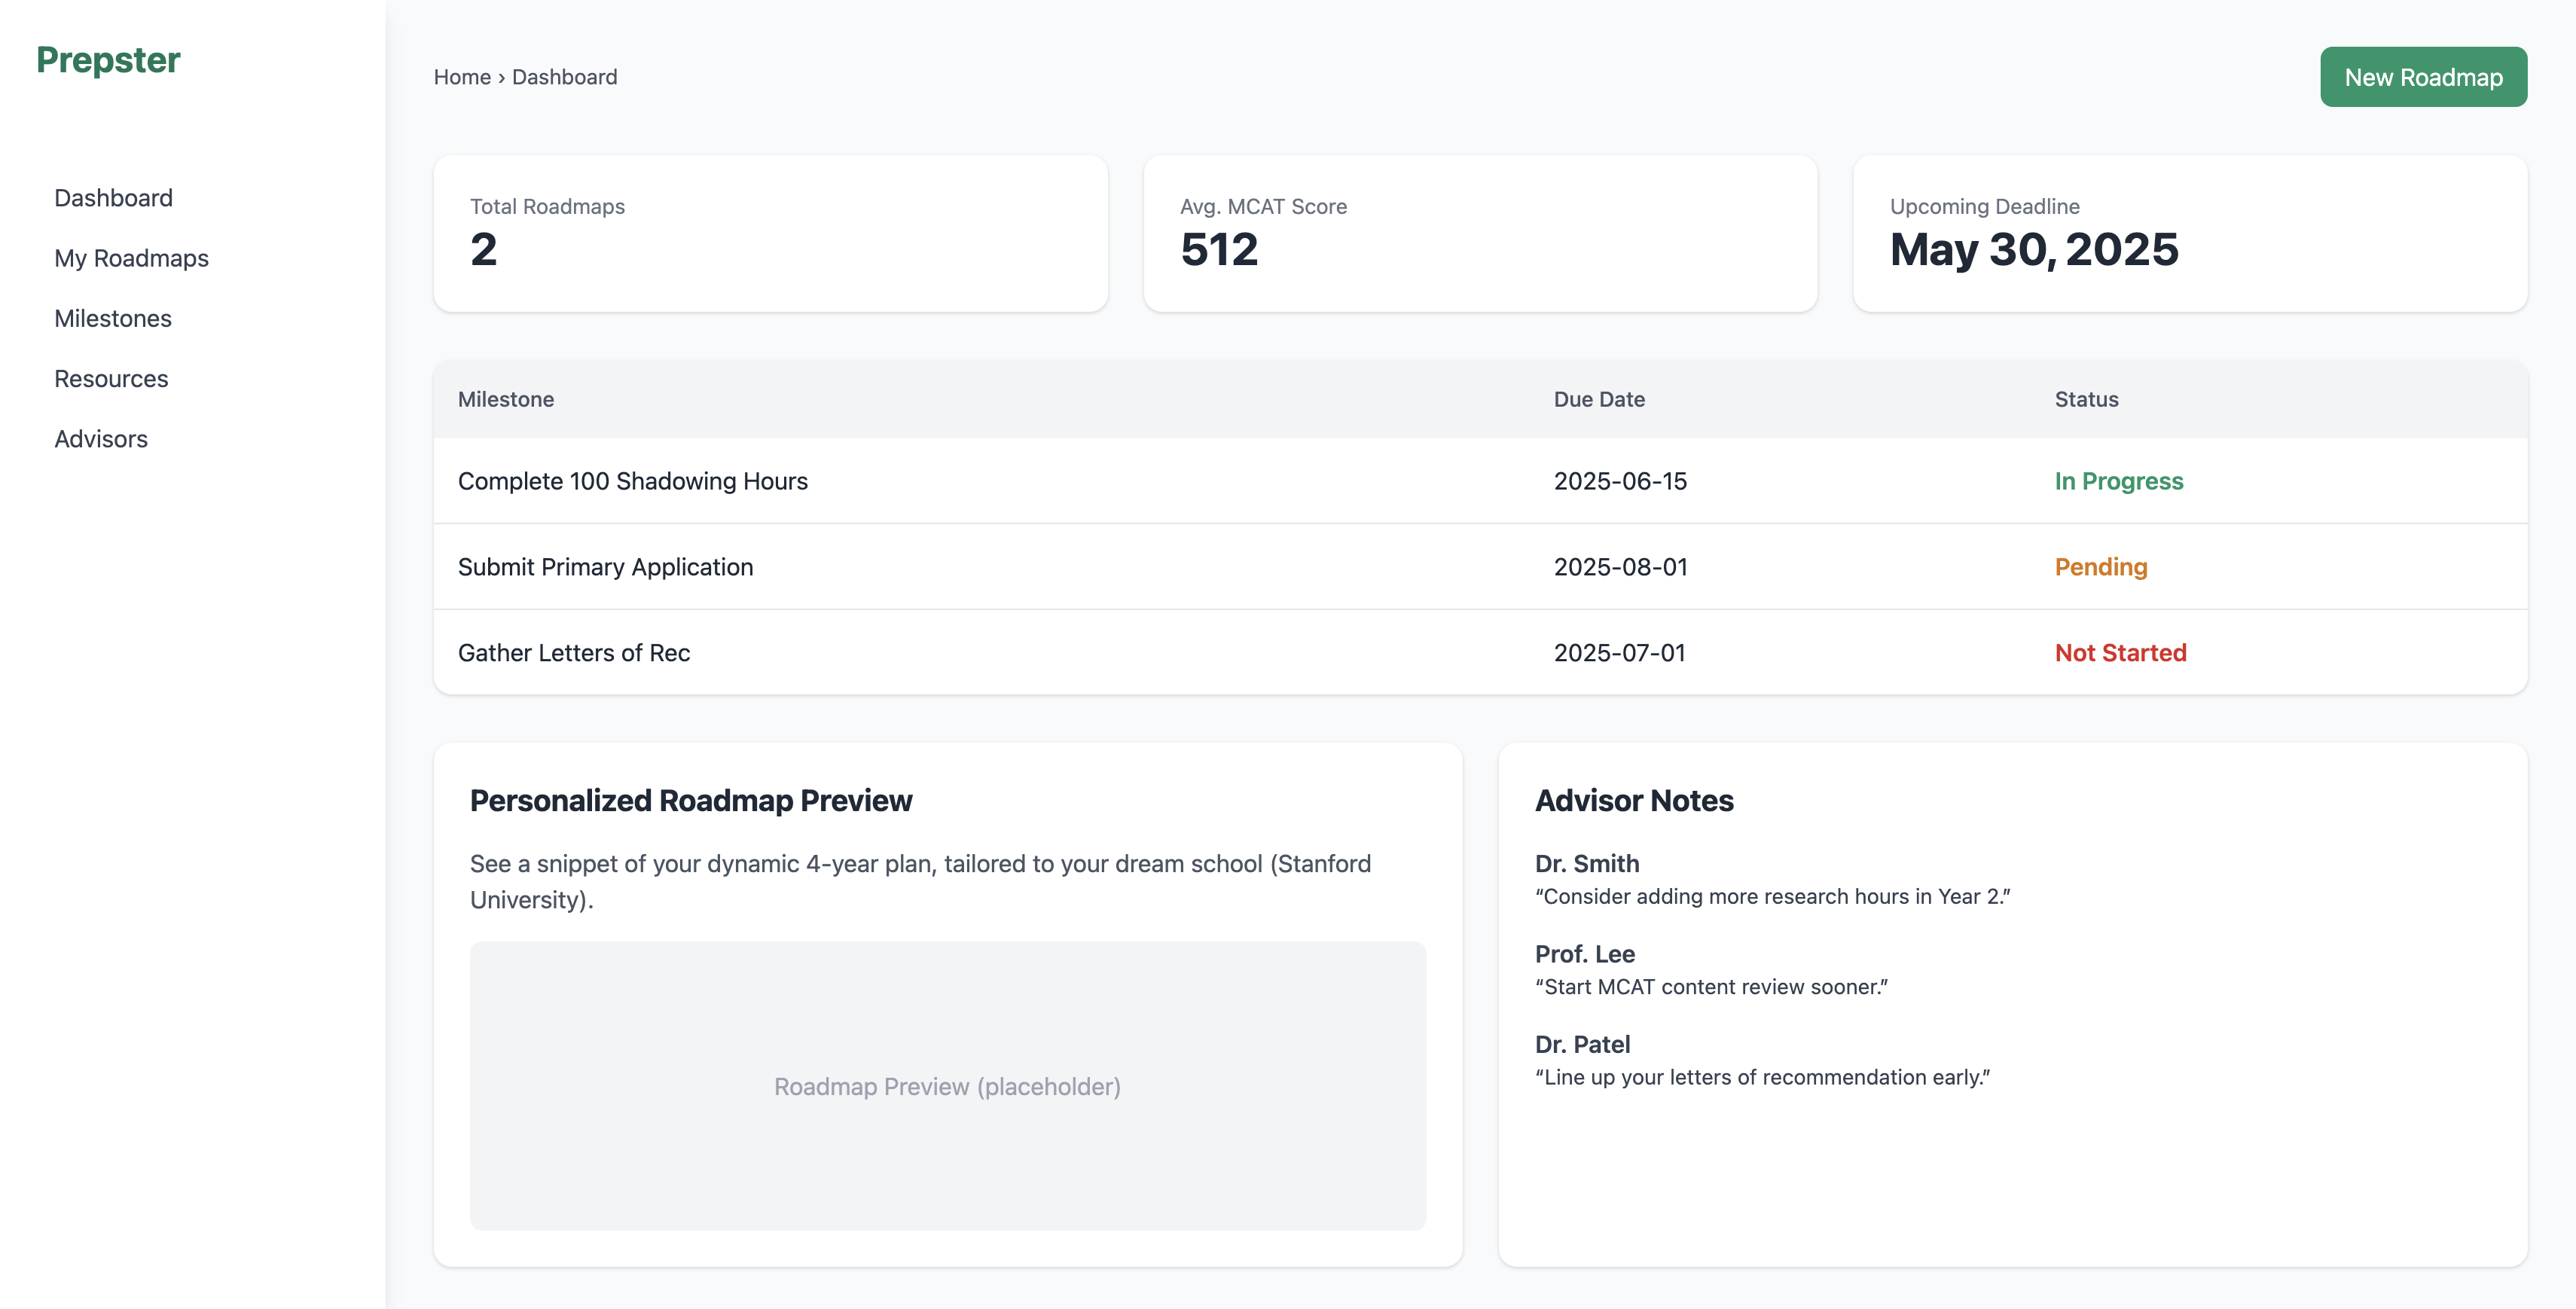 Prepster
Dashboard
My Roadmaps
Milestones
Resources
Advisors
Home › Dashboard
New Roadmap
Total Roadmaps
2
Avg. MCAT Score
512
Upcoming Deadline
May 30, 2025
Milestone Due Date Status
Complete 100 Shadowing Hours 2025-06-15 In Progress
Submit Primary Application 2025-08-01 Pending
Gather Letters of Rec 2025-07-01 Not Started
Personalized Roadmap Preview
See a snippet of your dynamic 4-year plan, tailored to your dream school (Stanford
University).
Roadmap Preview (placeholder)
Advisor Notes
Dr. Smith
“Consider adding more research hours in Year 2.”
Prof. Lee
“Start MCAT content review sooner.”
Dr. Patel
“Line up your letters of recommendation early.”